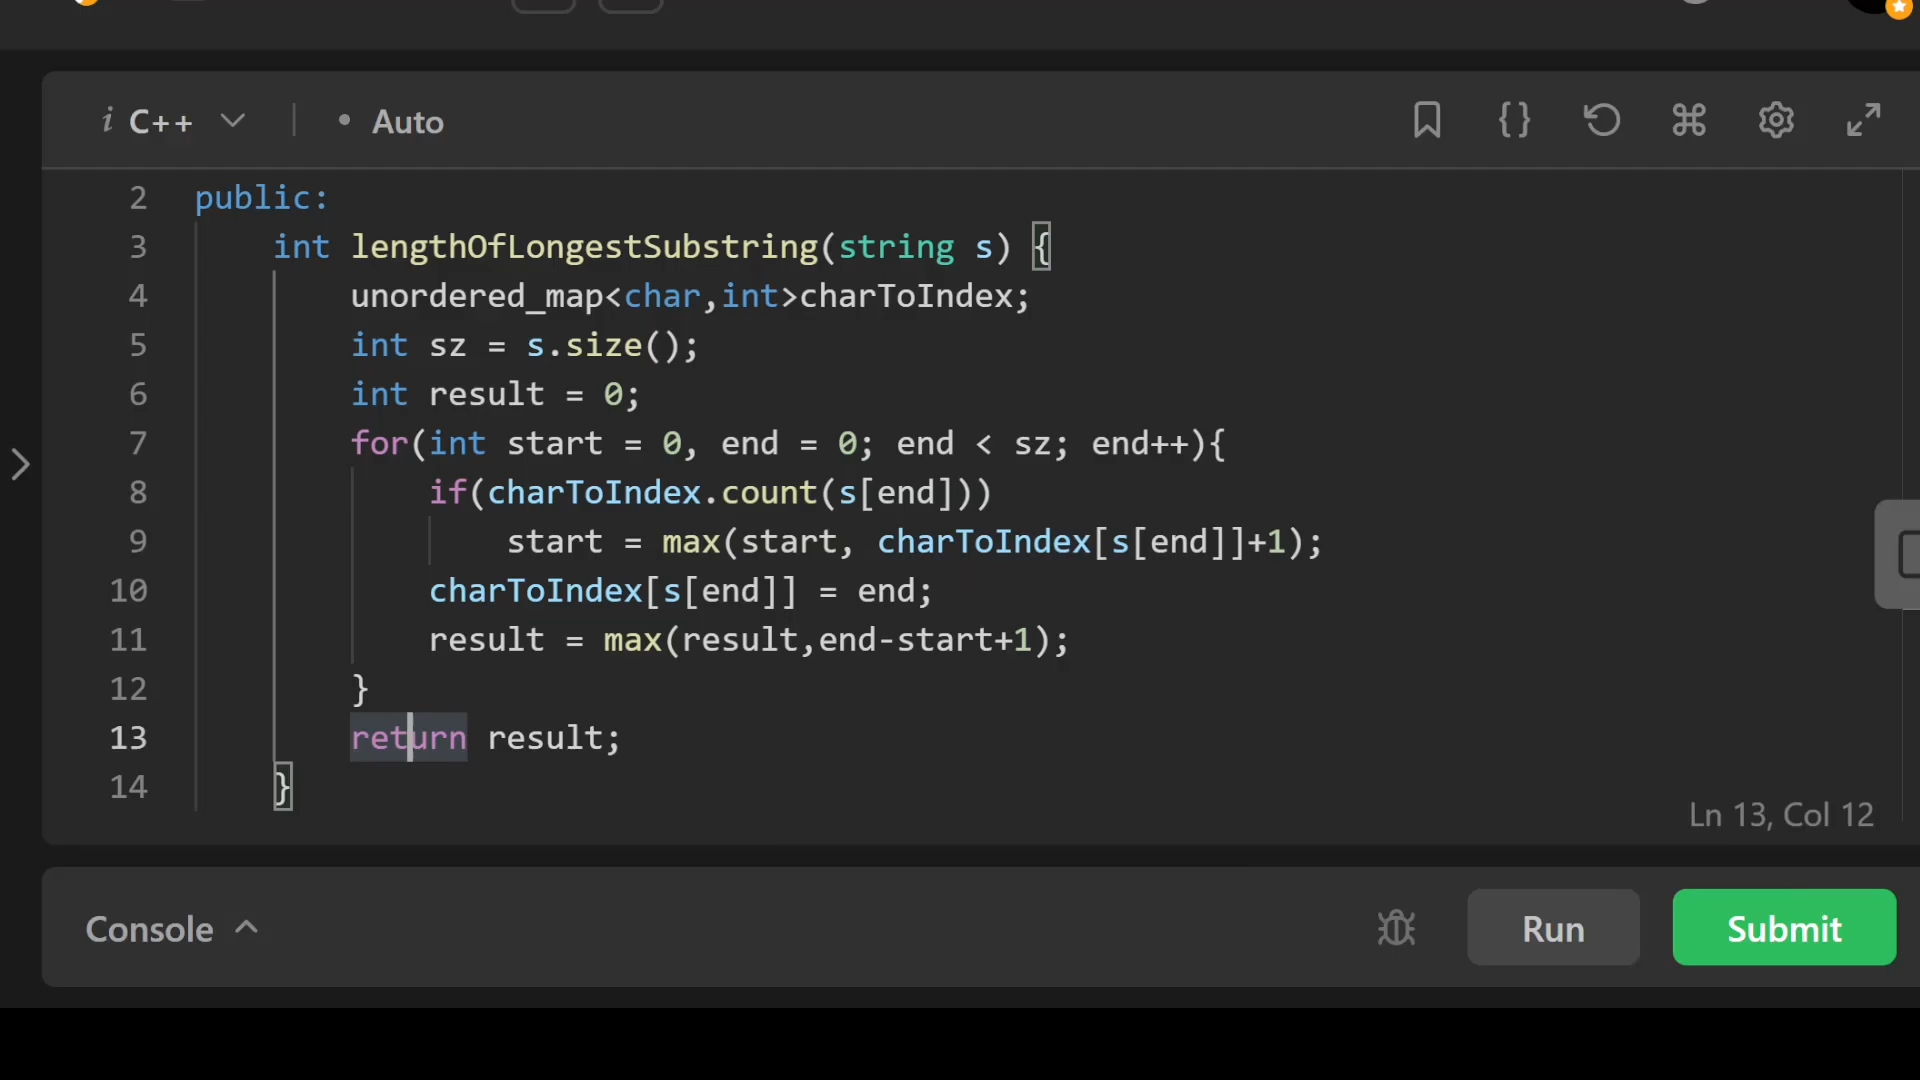 i C++ • Auto {}
2 public:
3 int lengthOfLongestSubstring(string s) {
4 unordered_map<char,int>charToIndex;
5 int sz = s.size();
6 int result = 0;
7 for(int start = 0, end = 0; end < sz; end++){
8 if(charToIndex.count(s[end]))
9 start = max(start, charToIndex[s[end]]+1);
10 charToIndex[s[end]] = end;
11 result = max(result,end-start+1);
12 }
13 return result;
14 }
Ln 13, Col 12
Console Run Submit